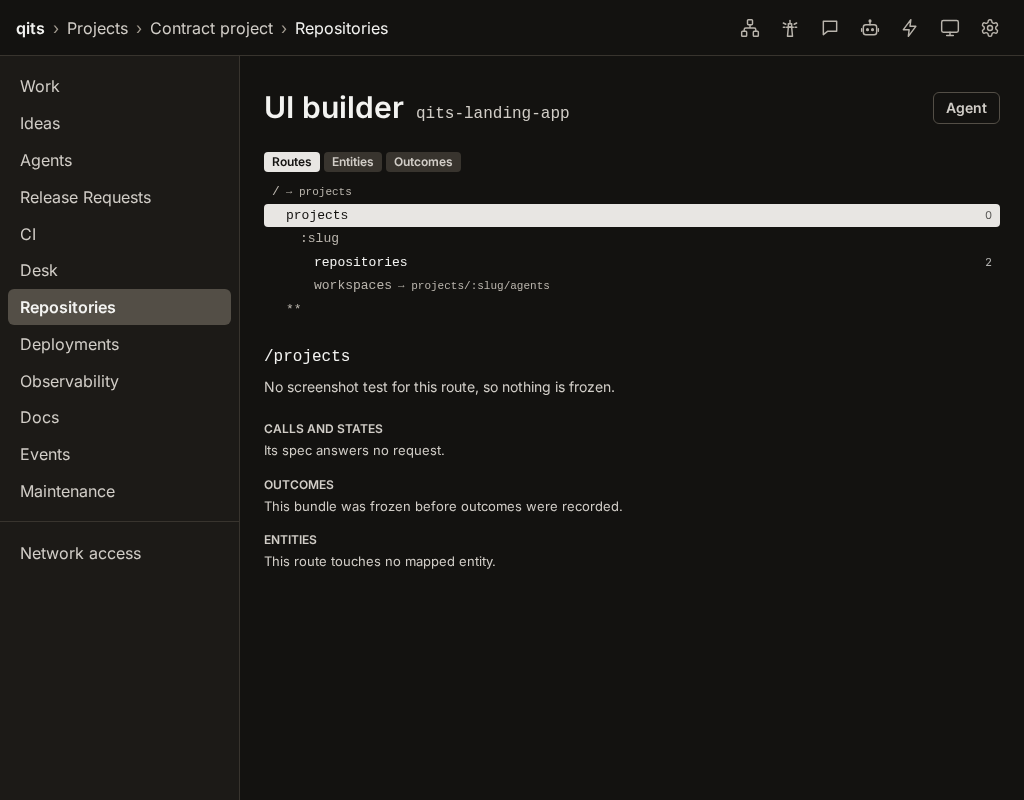 qits › Projects › Contract project › Repositories
Work
Ideas
Agents
Release Requests
CI
Desk
Repositories
Deployments
Observability
Docs
Events
Maintenance
Network access
UI builder qits-landing-app
Agent
Routes Entities Outcomes
/ → projects
projects 0
:slug
repositories 2
workspaces → projects/:slug/agents
**
/projects
No screenshot test for this route, so nothing is frozen.
CALLS AND STATES
Its spec answers no request.
OUTCOMES
This bundle was frozen before outcomes were recorded.
ENTITIES
This route touches no mapped entity.